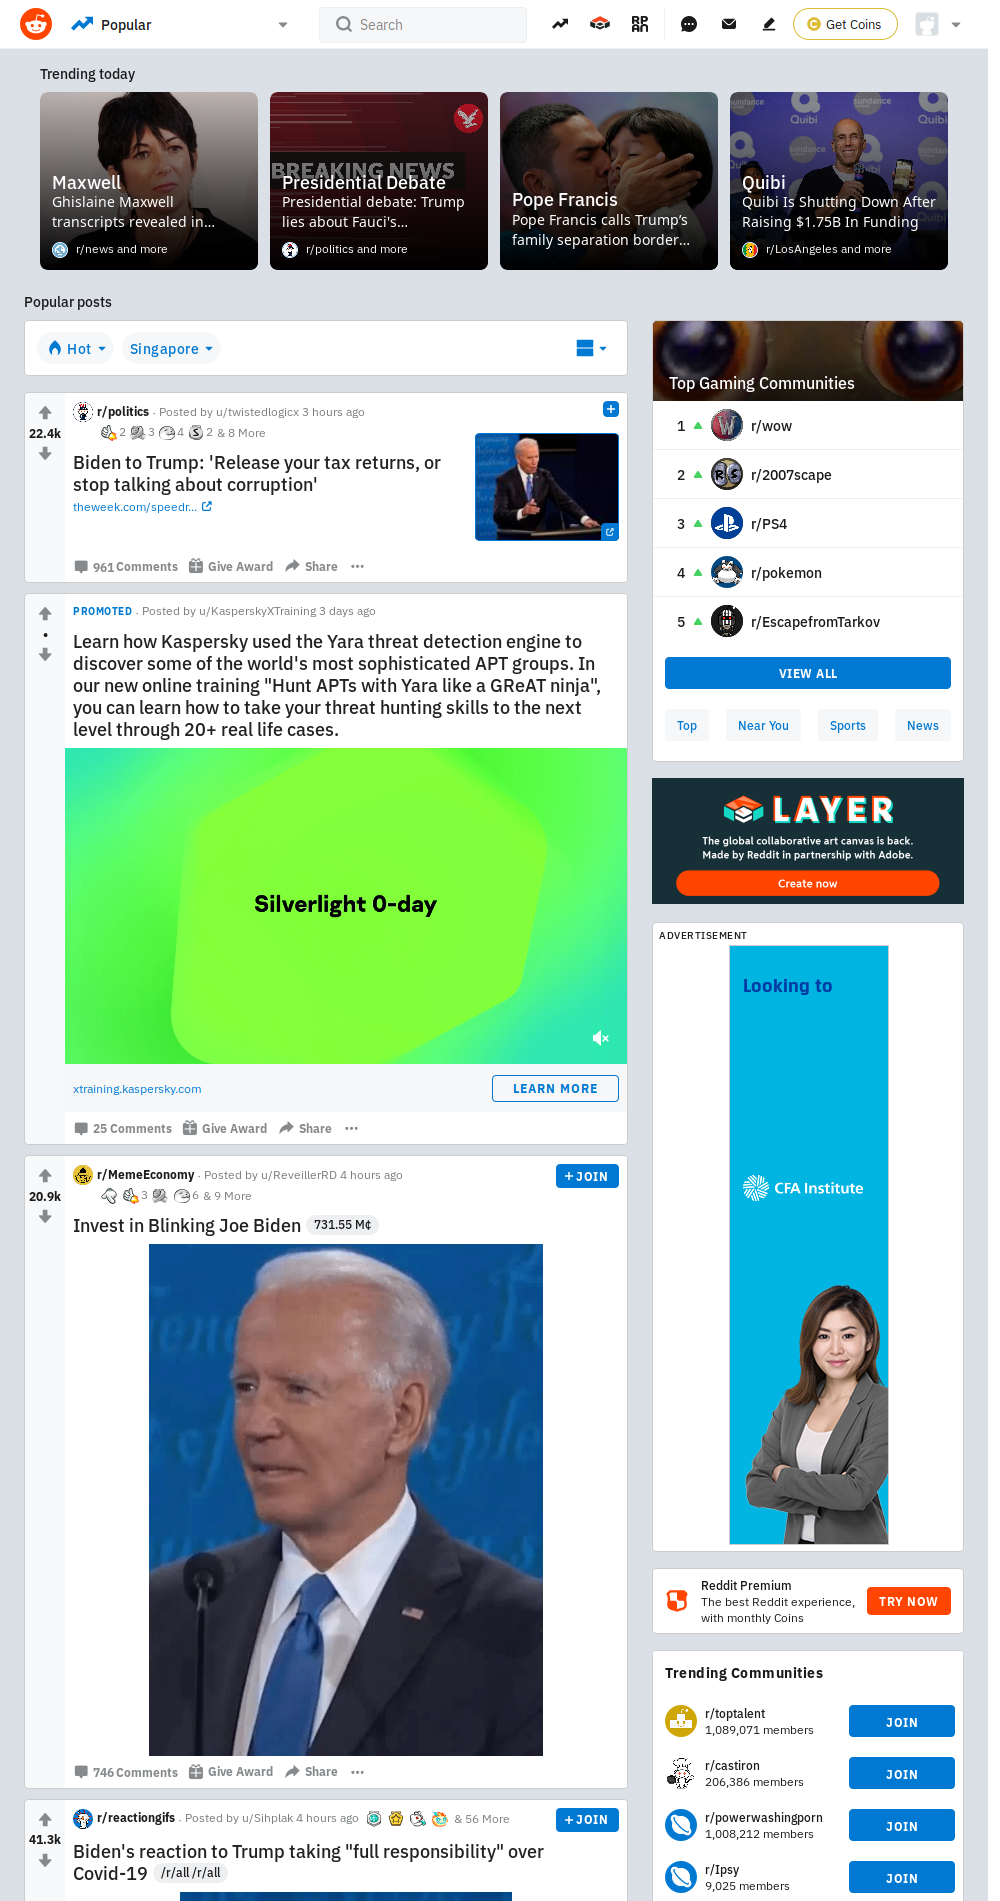 Popular
Search
RPAN
Get Coins
Trending today
Maxwell
Ghislaine Maxwell
transcripts revealed in...
r/news and more
BREAKING NEWS
Presidential Debate
Presidential debate: Trump
lies about Fauci's...
r/politics and more
Pope Francis
Pope Francis calls Trump’s
family separation border...
sundance
Quibi
Quibi
Quibi Is Shutting Down After
Raising $1.75B In Funding
r/LosAngeles and more
Popular posts
Hot
Singapore
r/politics · Posted by u/twistedlogicx 3 hours ago
22.4k
2 3 4 2 & 8 More
Biden to Trump: 'Release your tax returns, or
stop talking about corruption'
theweek.com/speedr...
961 Comments Give Award Share
PROMOTED · Posted by u/KasperskyXTraining 3 days ago
Learn how Kaspersky used the Yara threat detection engine to
discover some of the world's most sophisticated APT groups. In
our new online training "Hunt APTs with Yara like a GReAT ninja",
you can learn how to take your threat hunting skills to the next
level through 20+ real life cases.
Silverlight 0-day
xtraining.kaspersky.com
LEARN MORE
25 Comments Give Award Share
r/MemeEconomy · Posted by u/ReveillerRD 4 hours ago
+ JOIN
20.9k
3 6 & 9 More
Invest in Blinking Joe Biden 731.55 M¢
746 Comments Give Award Share
r/reactiongifs · Posted by u/Sihplak 4 hours ago & 56 More
+ JOIN
41.3k
Biden's reaction to Trump taking "full responsibility" over
Covid-19 /r/all /r/all
Top Gaming Communities
1 r/wow
2 r/2007scape
3 r/PS4
4 r/pokemon
5 r/EscapefromTarkov
VIEW ALL
Top Near You Sports News
LAYER
The global collaborative art canvas is back.
Made by Reddit in partnership with Adobe.
Create now
ADVERTISEMENT
Looking to
CFA Institute
Reddit Premium
The best Reddit experience,
with monthly Coins
TRY NOW
Trending Communities
r/toptalent
1,089,071 members
JOIN
r/castiron
206,386 members
JOIN
r/powerwashingporn
1,008,212 members
JOIN
r/Ipsy
9,025 members
JOIN